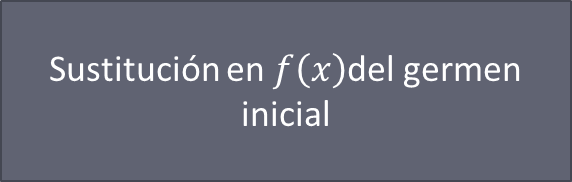 Sustitución en 𝑓(𝑥)del germen
inicial